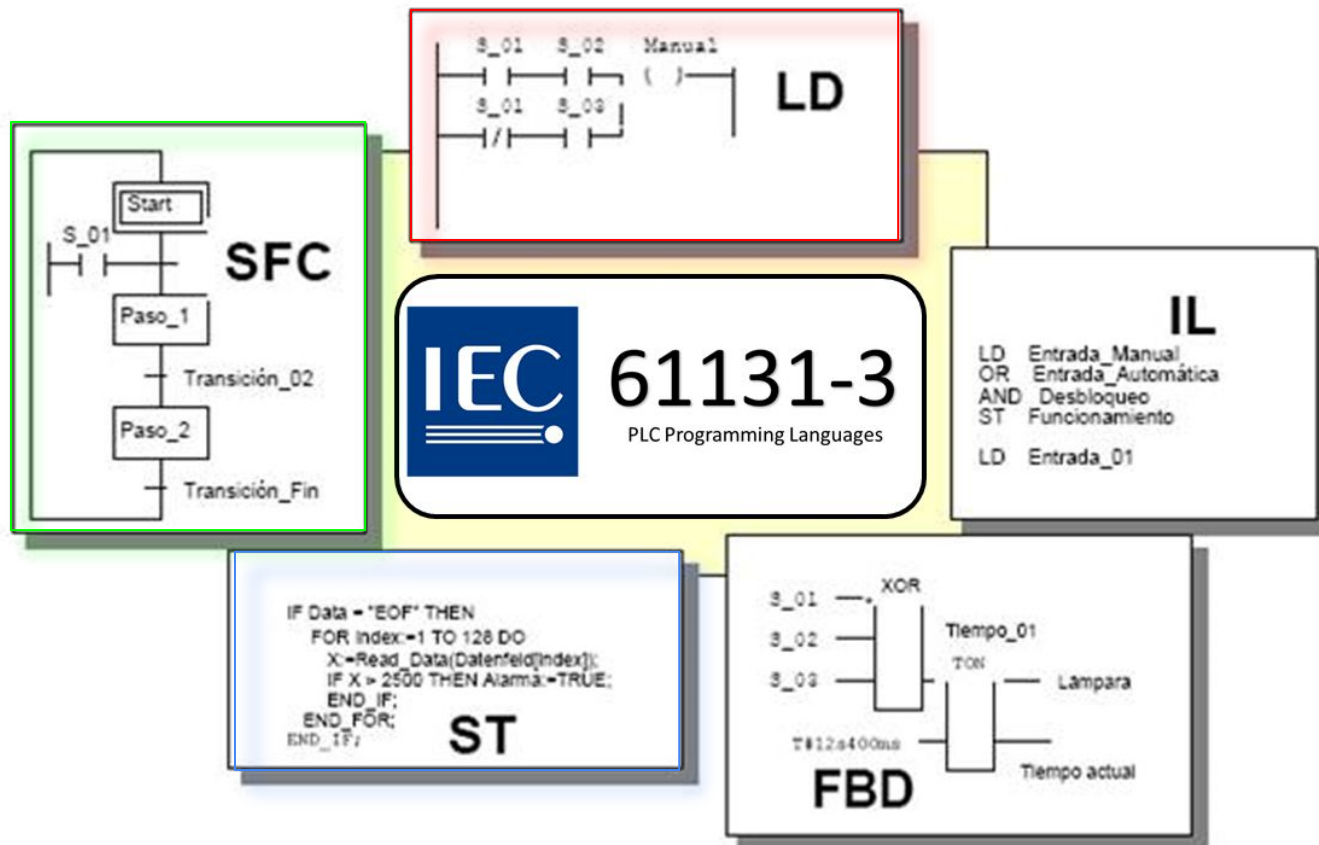 S_01 S_02 Manual
( )
LD
S_01 S_03
/
Start
S_01
SFC
Paso_1
Transición_02
Paso_2
Transición_Fin
IEC
61131-3
PLC Programming Languages
IL
LD Entrada_Manual
OR Entrada_Automática
AND Desbloqueo
ST Funcionamiento
LD Entrada_01
IF Data = "EOF" THEN
FOR Index:=1 TO 128 DO
X:=Read_Data(Datenfeld[Index]);
IF X > 2500 THEN Alarma:=TRUE;
END_IF;
END_FOR;
END_IF;
ST
XOR
S_01
S_02
S_03
Tiempo_01
TON
Lámpara
T#12s400ms
Tiempo actual
FBD